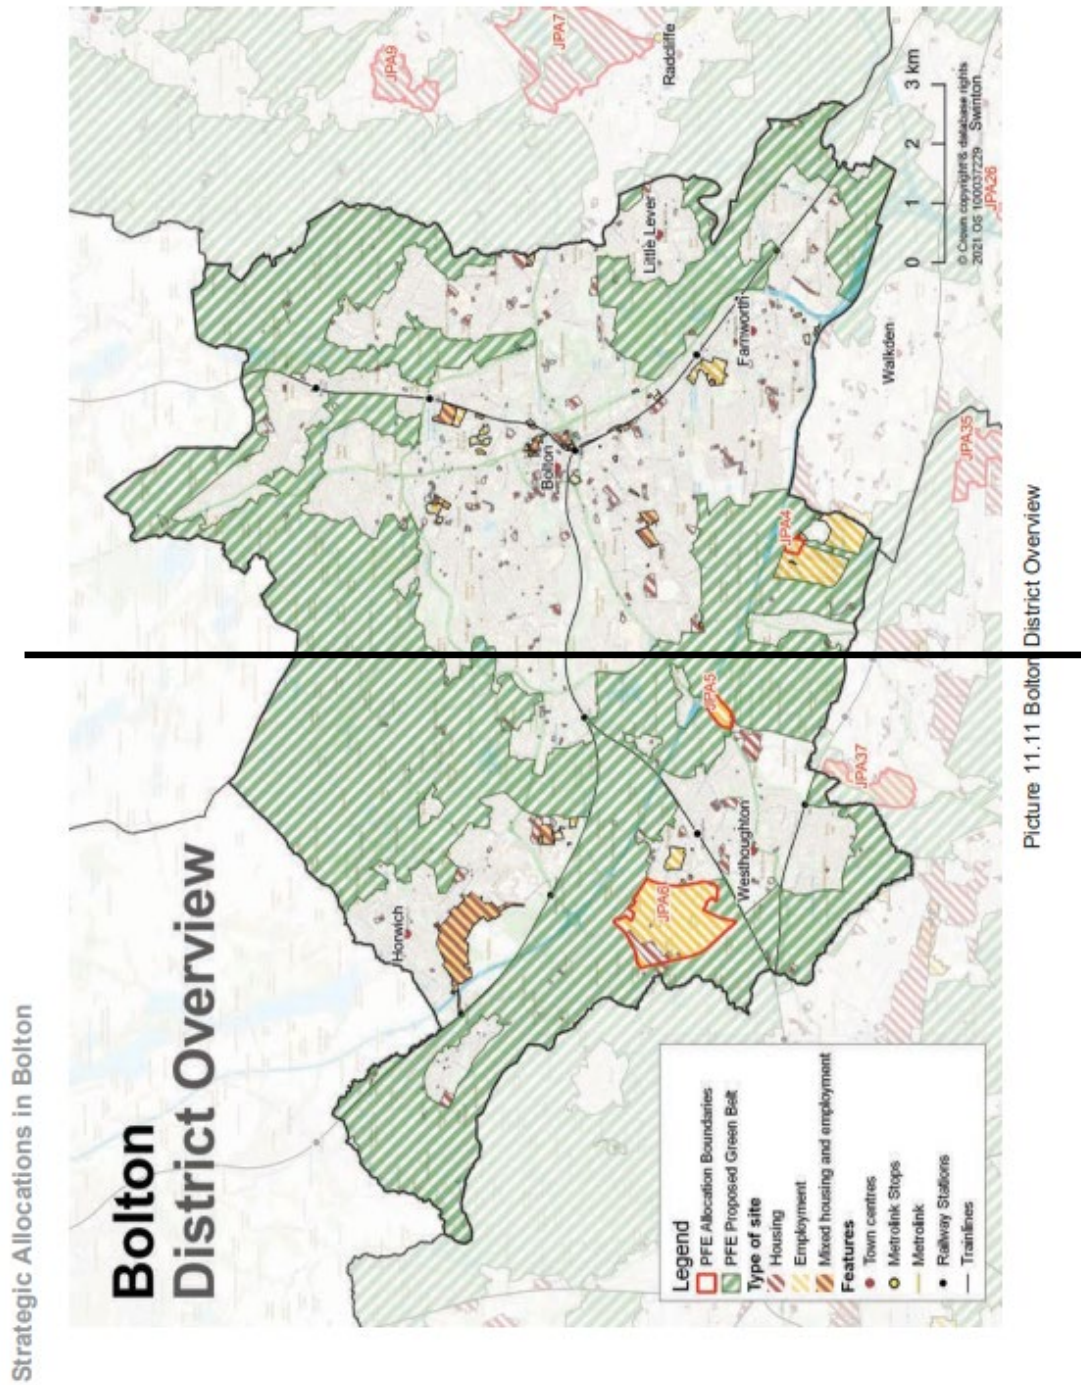 Strategic Allocations in Bolton
Bolton
District Overview
Horwich
Bolton
Little Lever
Farnworth
Westhoughton
Walkden
Radcliffe
Swinton
JPA9
JPA7
JPA4
JPA5
JPA6
JPA37
JPA35
JPA26
Legend
PFE Allocation Boundaries
PFE Proposed Green Belt
Type of site
Housing
Employment
Mixed housing and employment
Features
Town centres
Metrolink Stops
Metrolink
Railway Stations
Trainlines
0 1 2 3 km
© Crown copyright & database rights
2021 OS 100037229
Picture 11.11 Bolton District Overview